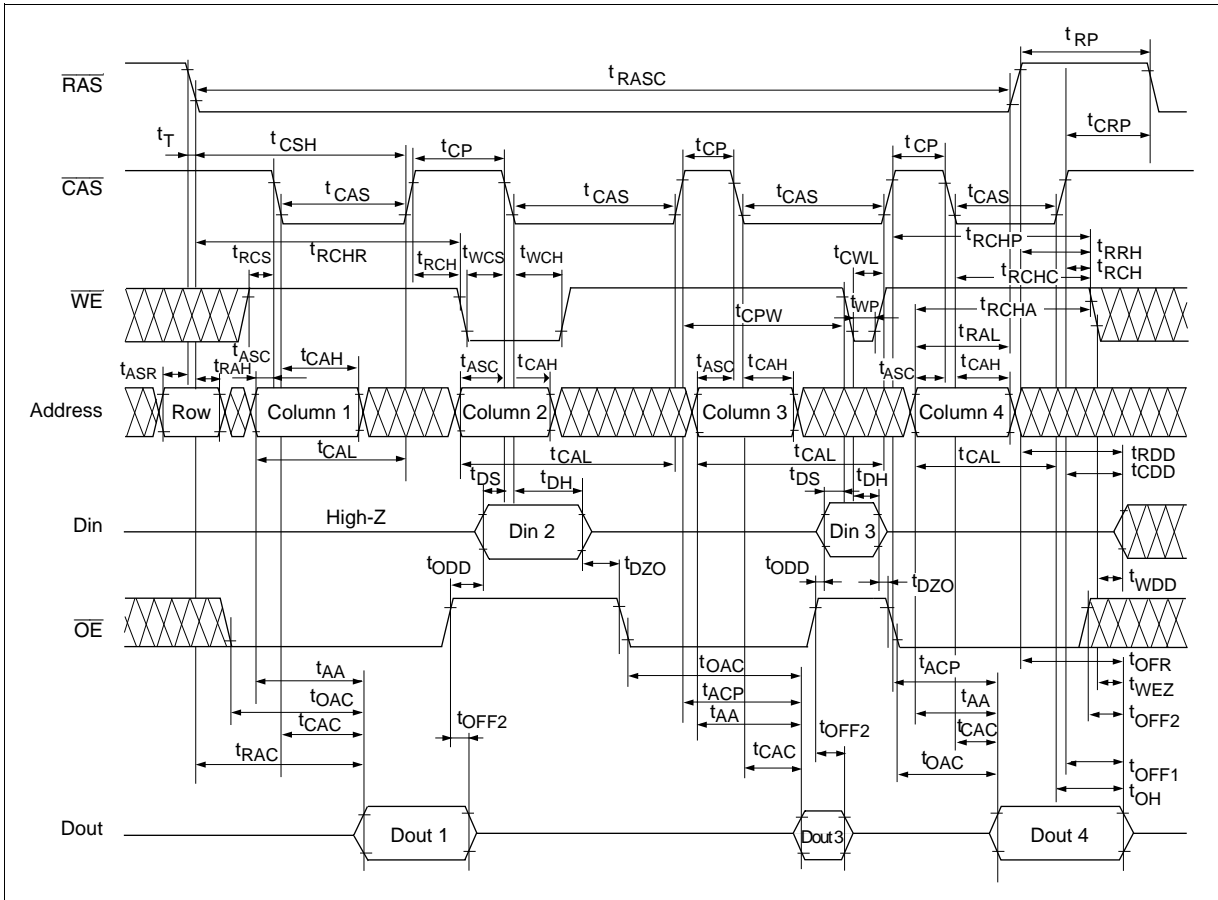 tRP
RAS
tRASC
tCRP
tT
tCSH
tCP
tCP
tCP
CAS
tCAS
tCAS
tCAS
tCAS
tRCHP
tRCS
tRCHR
tRCH
tWCS
tWCH
tCWL
tRRH
tRCHC
tRCH
WE
tWP
tCPW
tRCHA
tRAL
tASC
tCAH
tASR
tRAH
tASC
tCAH
tASC
tCAH
tASC
tCAH
Address
Row
Column 1
Column 2
Column 3
Column 4
tCAL
tCAL
tCAL
tCAL
tRDD
tCDD
tDS
tDH
tDS
tDH
Din
High-Z
Din 2
Din 3
tODD
tDZO
tODD
tDZO
tWDD
OE
tAA
tOAC
tACP
tOFR
tOAC
tACP
tWEZ
tCAC
tOFF2
tAA
tOFF2
tAA
tOFF2
tRAC
tCAC
tCAC
tOAC
tOFF1
tOH
Dout
Dout 1
Dout 3
Dout 4